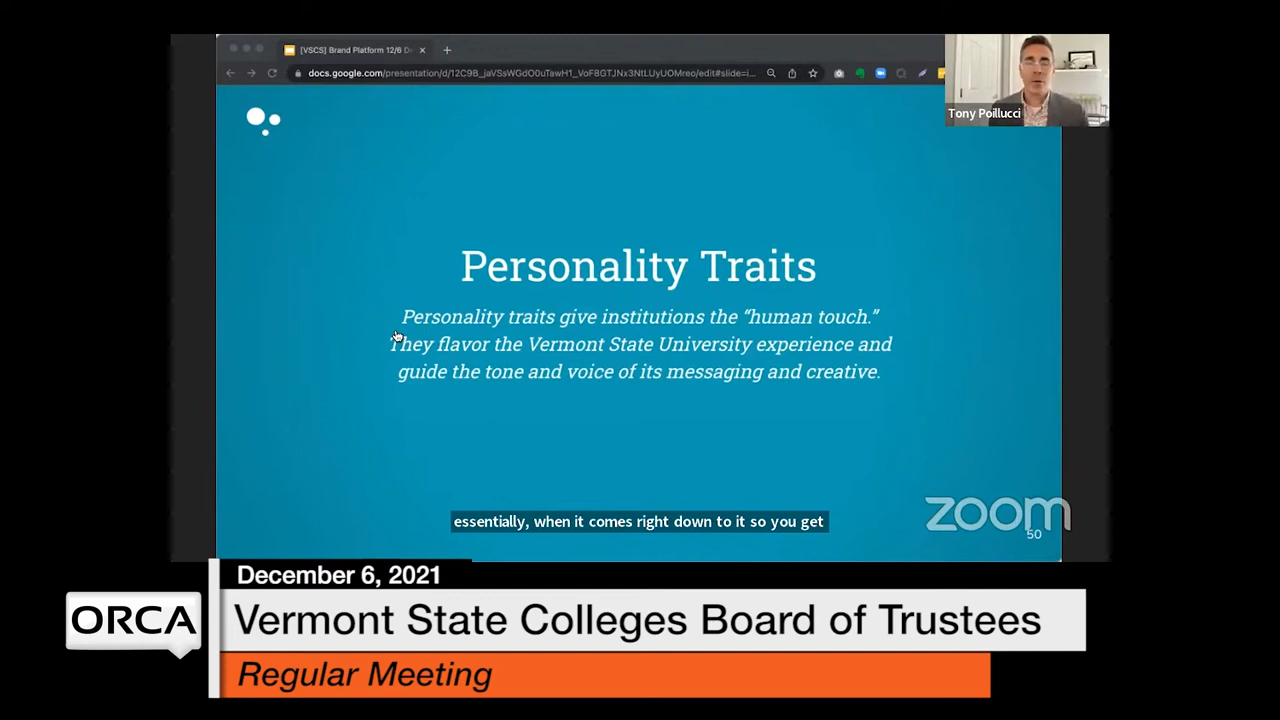 [VSCS] Brand Platform 12/6 D
docs.google.com/presentation/d/12C9B_jaVSsWGdO0uTawH1_VoF8GTJNx3NtLUyUOMreo/edit#slide=i...
Tony Poillucci
Personality Traits
Personality traits give institutions the “human touch.”
They flavor the Vermont State University experience and
guide the tone and voice of its messaging and creative.
essentially, when it comes right down to it so you get
zoom
50
December 6, 2021
ORCA
Vermont State Colleges Board of Trustees
Regular Meeting